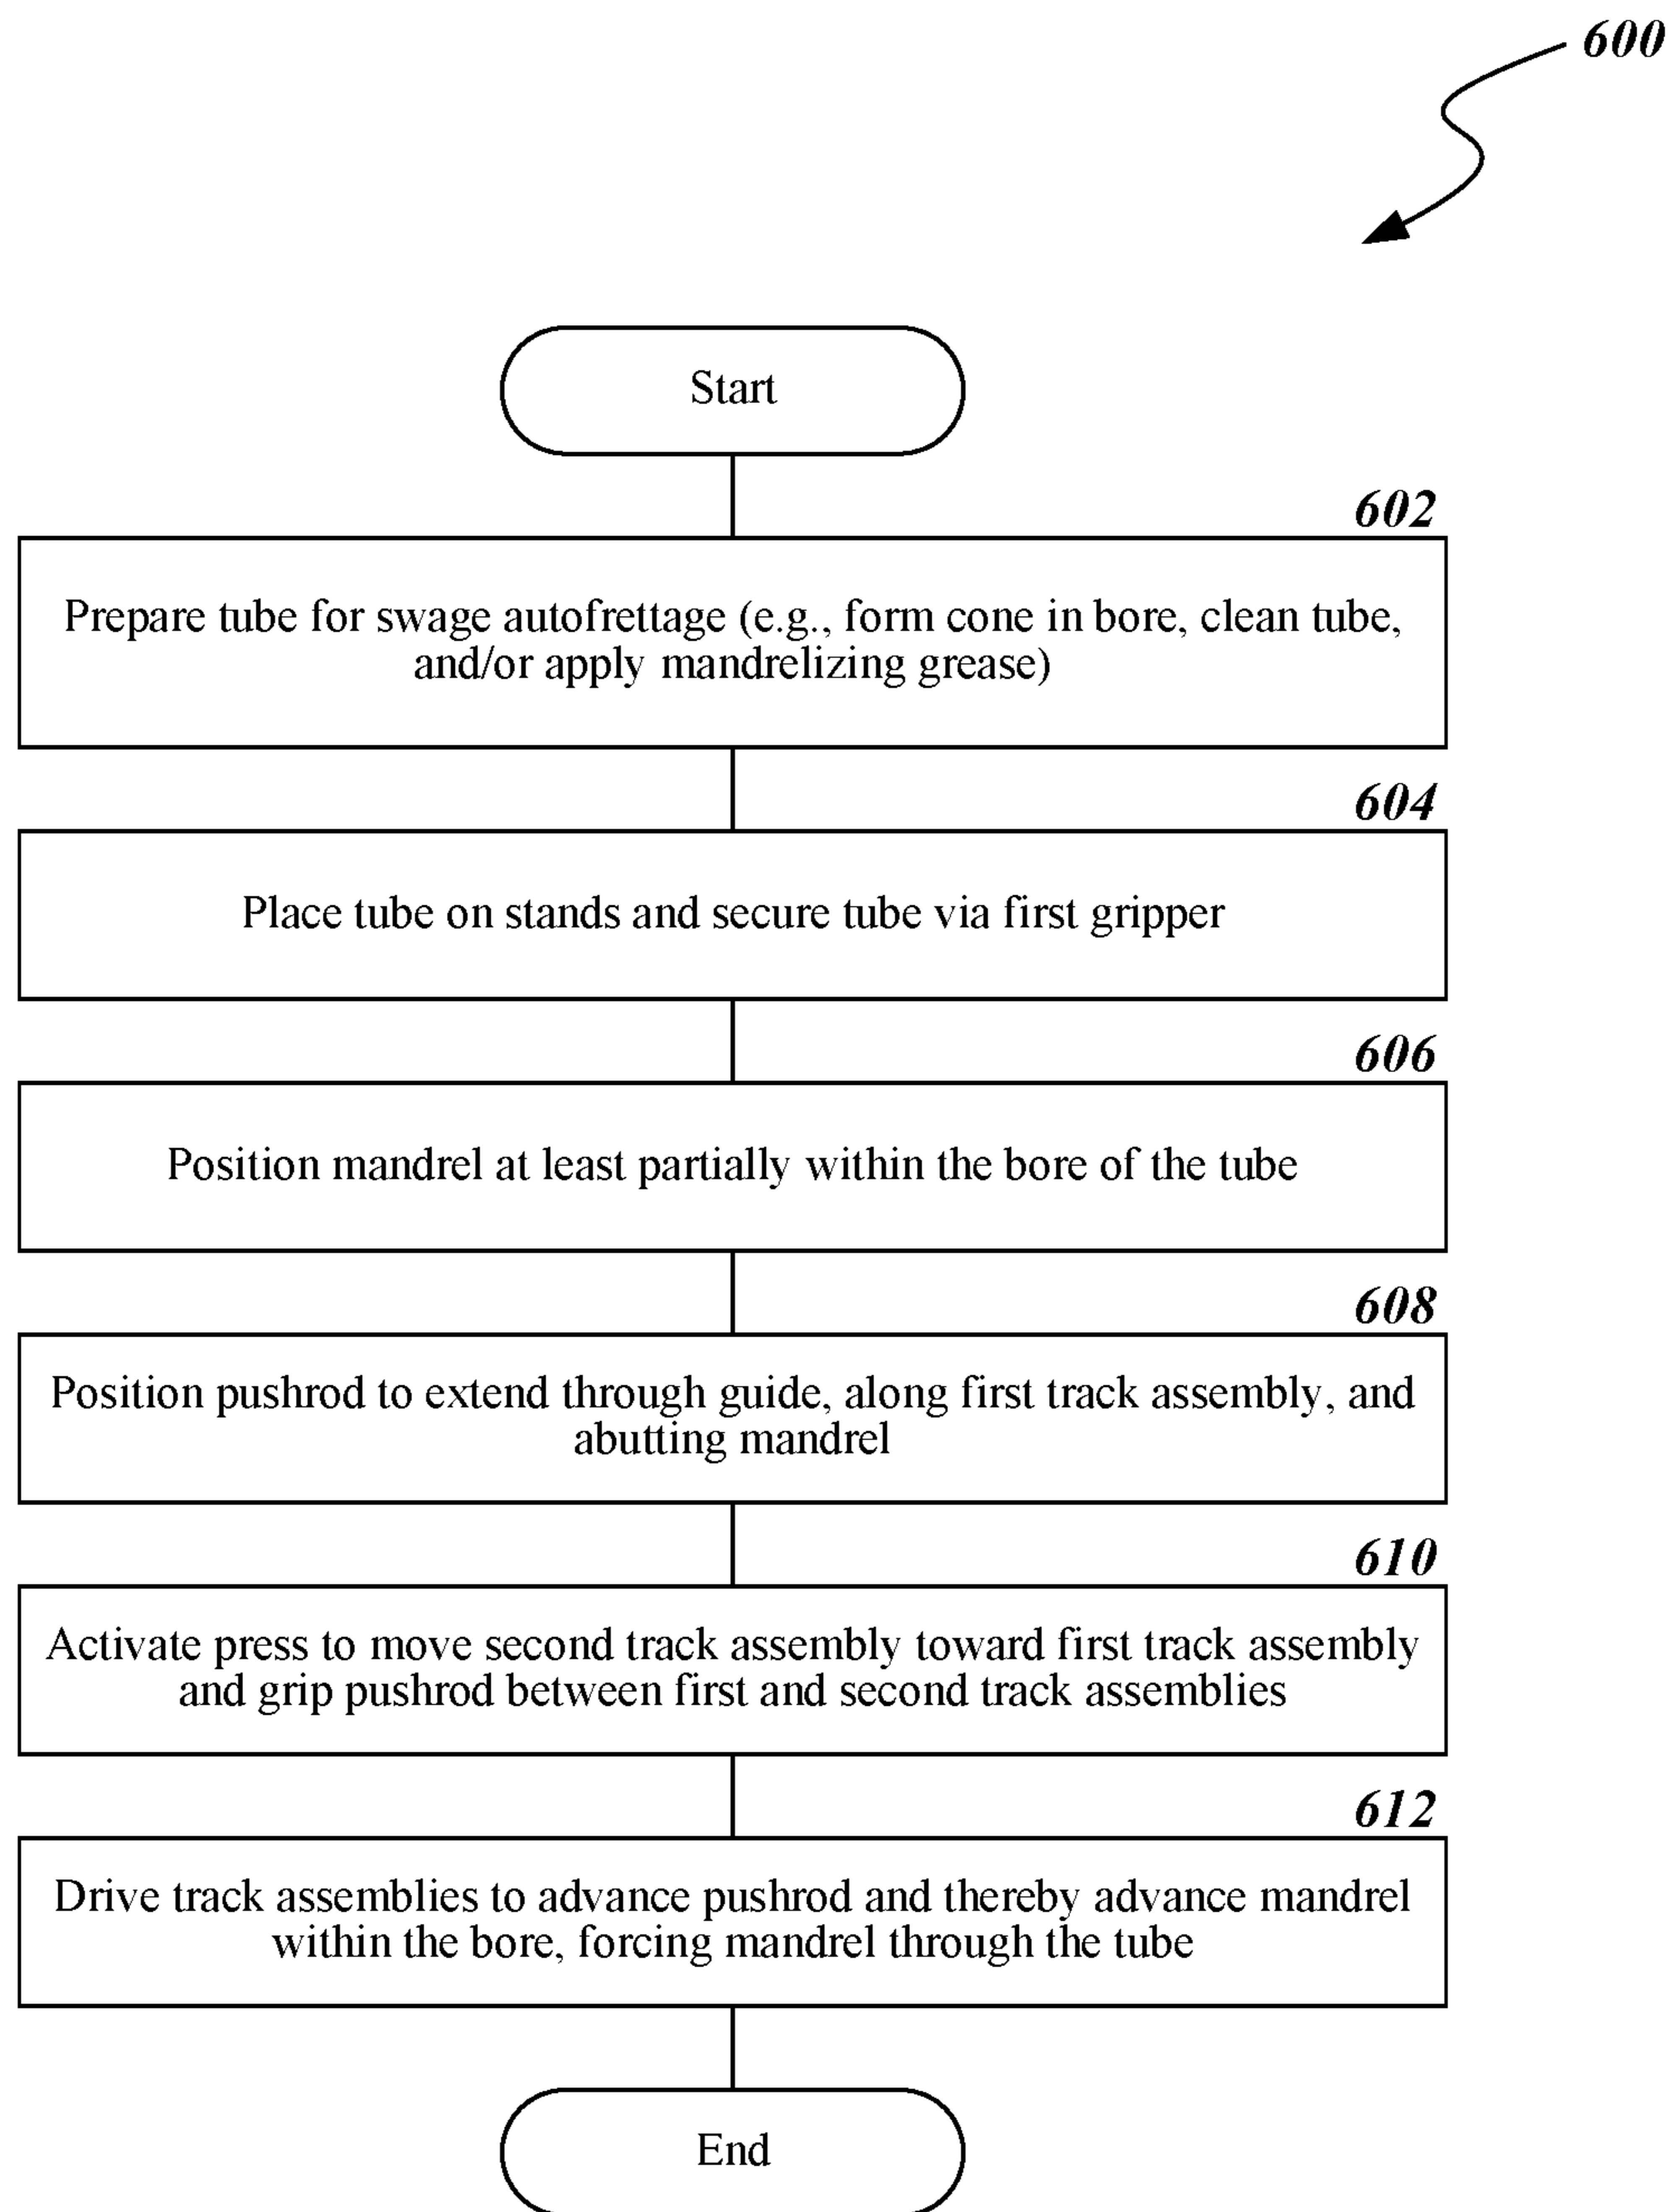 600
Start
602
Prepare tube for swage autofrettage (e.g., form cone in bore, clean tube,
and/or apply mandrelizing grease)
604
Place tube on stands and secure tube via first gripper
606
Position mandrel at least partially within the bore of the tube
608
Position pushrod to extend through guide, along first track assembly, and
abutting mandrel
610
Activate press to move second track assembly toward first track assembly
and grip pushrod between first and second track assemblies
612
Drive track assemblies to advance pushrod and thereby advance mandrel
within the bore, forcing mandrel through the tube
End